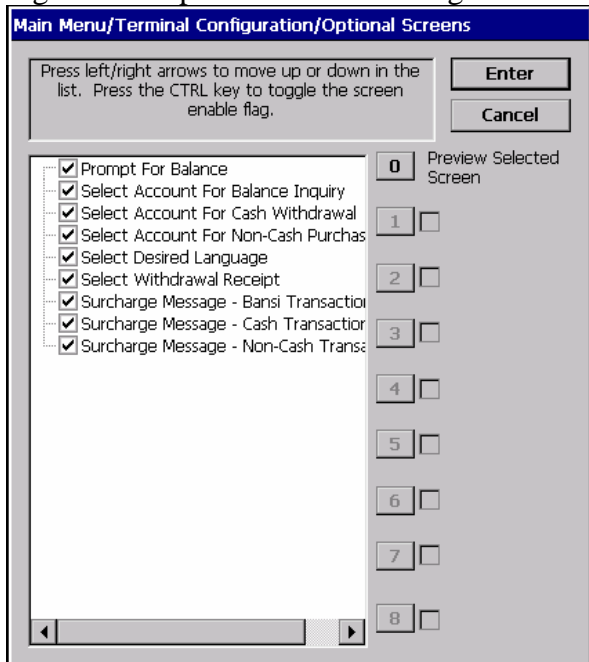 Main Menu/Terminal Configuration/Optional Screens
Press left/right arrows to move up or down in the
list. Press the CTRL key to toggle the screen
enable flag.
Enter
Cancel
Prompt For Balance
Select Account For Balance Inquiry
Select Account For Cash Withdrawal
Select Account For Non-Cash Purchas
Select Desired Language
Select Withdrawal Receipt
Surcharge Message - Bansi Transaction
Surcharge Message - Cash Transaction
Surcharge Message - Non-Cash Transa
0 Preview Selected
Screen
1
2
3
4
5
6
7
8